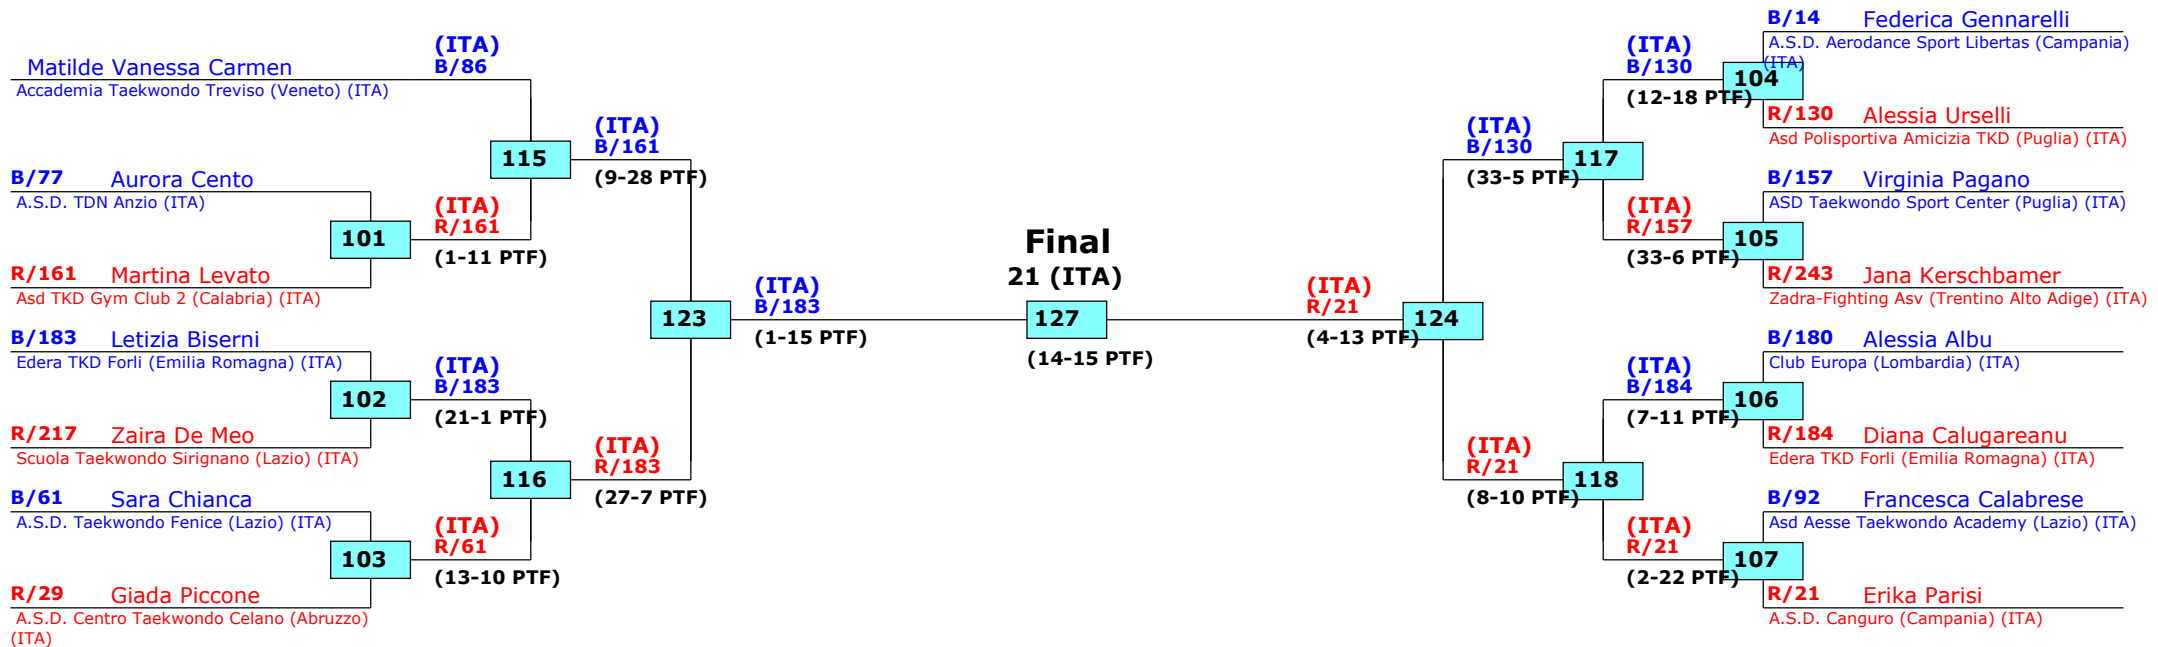 (ITA)
B/86
Matilde Vanessa Carmen
Accademia Taekwondo Treviso (Veneto) (ITA)
115
(ITA)
B/161
(9-28 PTF)
B/77 Aurora Cento
A.S.D. TDN Anzio (ITA)
101
(ITA)
R/161
(1-11 PTF)
R/161 Martina Levato
Asd TKD Gym Club 2 (Calabria) (ITA)
123
(ITA)
B/183
(1-15 PTF)
B/183 Letizia Biserni
Edera TKD Forli (Emilia Romagna) (ITA)
102
(ITA)
B/183
(21-1 PTF)
R/217 Zaira De Meo
Scuola Taekwondo Sirignano (Lazio) (ITA)
116
(ITA)
R/183
(27-7 PTF)
B/61 Sara Chianca
A.S.D. Taekwondo Fenice (Lazio) (ITA)
103
(ITA)
R/61
(13-10 PTF)
R/29 Giada Piccone
A.S.D. Centro Taekwondo Celano (Abruzzo)
(ITA)
Final
21 (ITA)
127
(14-15 PTF)
B/14 Federica Gennarelli
A.S.D. Aerodance Sport Libertas (Campania)
(ITA)
104
(ITA)
B/130
(12-18 PTF)
R/130 Alessia Urselli
Asd Polisportiva Amicizia TKD (Puglia) (ITA)
117
(ITA)
B/130
(33-5 PTF)
B/157 Virginia Pagano
ASD Taekwondo Sport Center (Puglia) (ITA)
105
(ITA)
R/157
(33-6 PTF)
R/243 Jana Kerschbamer
Zadra-Fighting Asv (Trentino Alto Adige) (ITA)
124
(ITA)
R/21
(4-13 PTF)
B/180 Alessia Albu
Club Europa (Lombardia) (ITA)
106
(ITA)
B/184
(7-11 PTF)
R/184 Diana Calugareanu
Edera TKD Forli (Emilia Romagna) (ITA)
118
(ITA)
R/21
(8-10 PTF)
B/92 Francesca Calabrese
Asd Aesse Taekwondo Academy (Lazio) (ITA)
107
(ITA)
R/21
(2-22 PTF)
R/21 Erika Parisi
A.S.D. Canguro (Campania) (ITA)